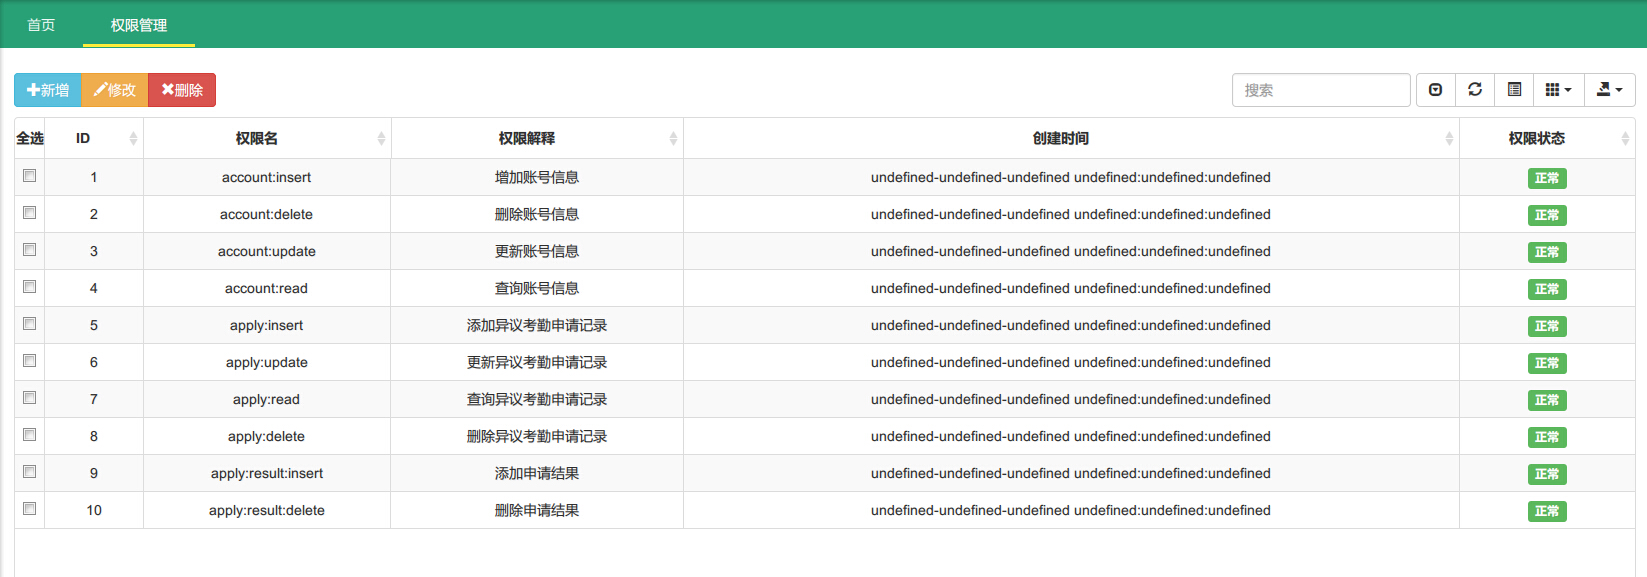 首页 权限管理
新增 修改 删除 搜索
全选 ID 权限名 权限解释 创建时间 权限状态
1 account:insert 增加账号信息 undefined-undefined-undefined undefined:undefined:undefined 正常
2 account:delete 删除账号信息 undefined-undefined-undefined undefined:undefined:undefined 正常
3 account:update 更新账号信息 undefined-undefined-undefined undefined:undefined:undefined 正常
4 account:read 查询账号信息 undefined-undefined-undefined undefined:undefined:undefined 正常
5 apply:insert 添加异议考勤申请记录 undefined-undefined-undefined undefined:undefined:undefined 正常
6 apply:update 更新异议考勤申请记录 undefined-undefined-undefined undefined:undefined:undefined 正常
7 apply:read 查询异议考勤申请记录 undefined-undefined-undefined undefined:undefined:undefined 正常
8 apply:delete 删除异议考勤申请记录 undefined-undefined-undefined undefined:undefined:undefined 正常
9 apply:result:insert 添加申请结果 undefined-undefined-undefined undefined:undefined:undefined 正常
10 apply:result:delete 删除申请结果 undefined-undefined-undefined undefined:undefined:undefined 正常